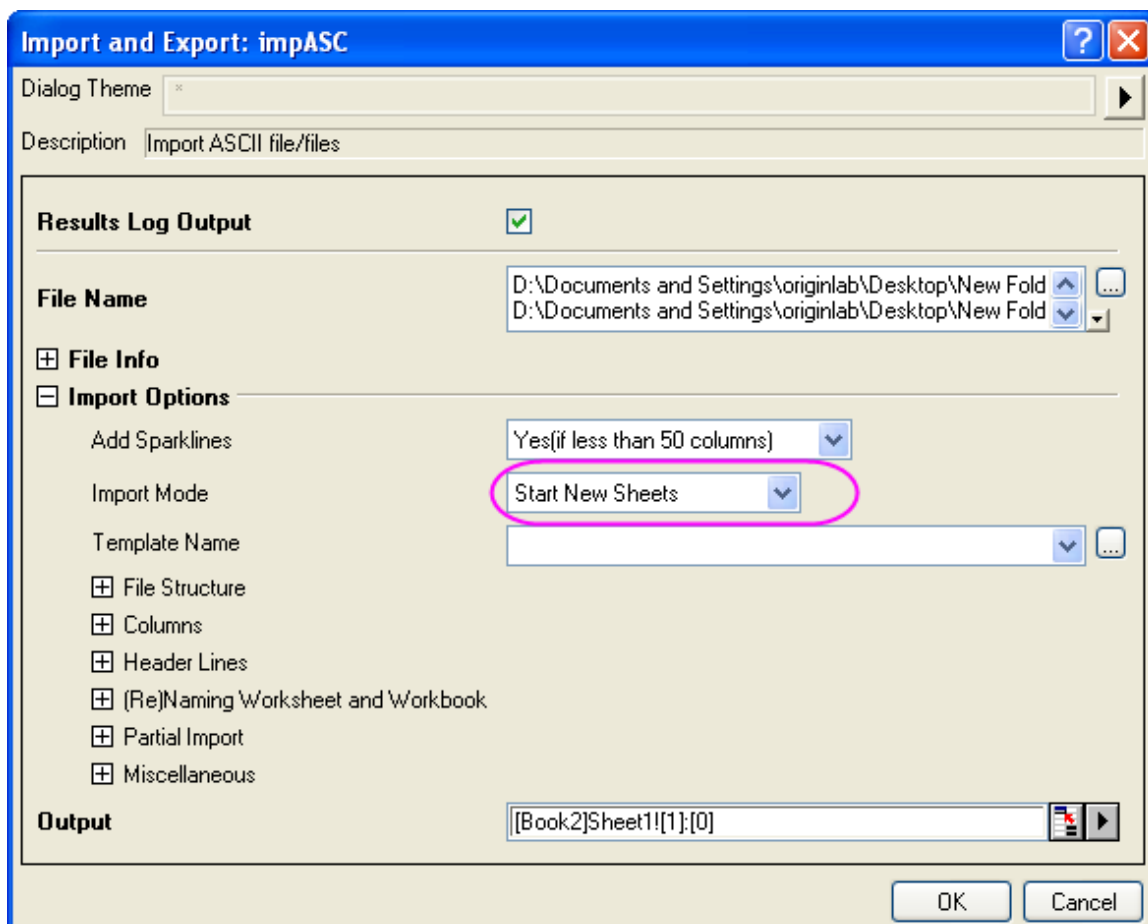 Import and Export: impASC
Dialog Theme *
Description Import ASCII file/files
Results Log Output
File Name D:\Documents and Settings\originlab\Desktop\New Fold ...
D:\Documents and Settings\originlab\Desktop\New Fold
File Info
Import Options
Add Sparklines Yes(if less than 50 columns)
Import Mode Start New Sheets
Template Name ...
File Structure
Columns
Header Lines
(Re)Naming Worksheet and Workbook
Partial Import
Miscellaneous
Output [Book2]Sheet1![1]:[0]
OK Cancel